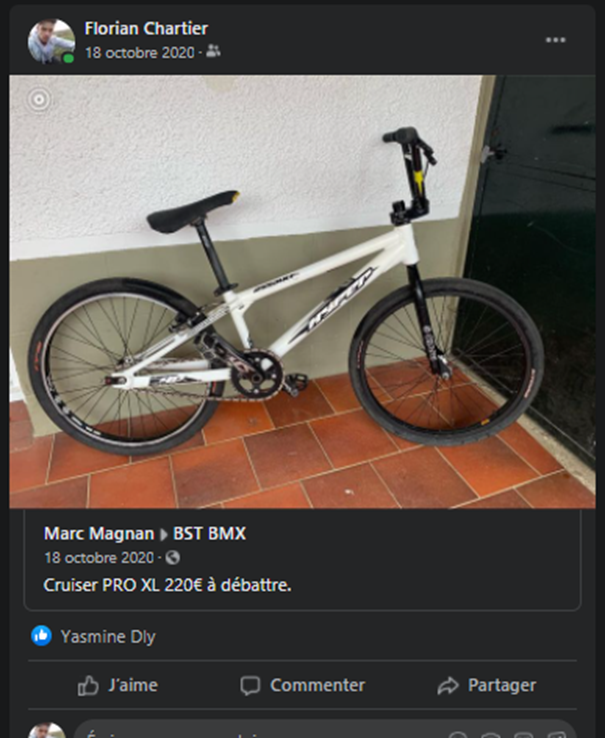 Florian Chartier
18 octobre 2020 ·
Marc Magnan BST BMX
18 octobre 2020 ·
Cruiser PRO XL 220€ à débattre.
Yasmine Dly
J'aime Commenter Partager